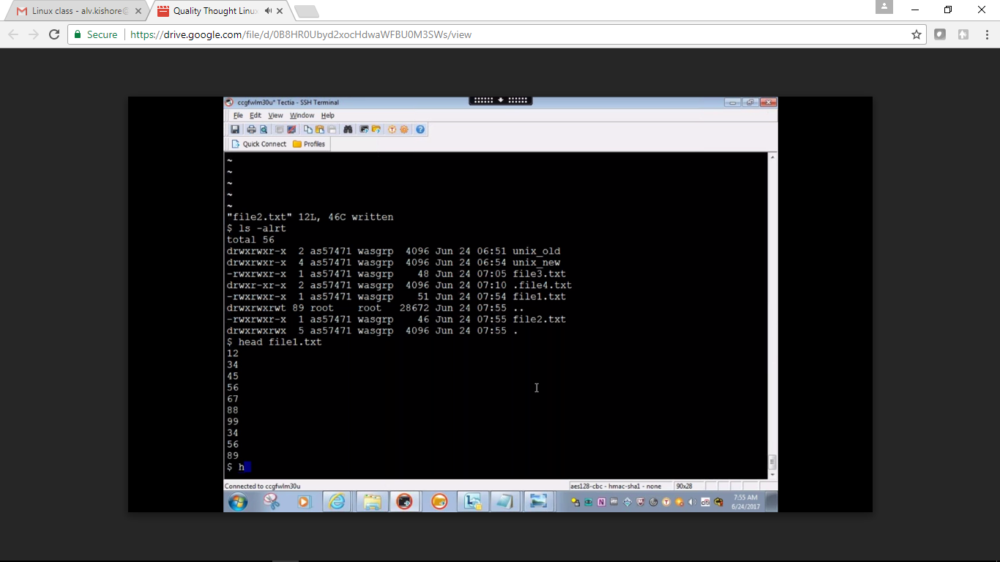 Linux class - alv.kishore@
Quality Thought Linux
Secure
https://drive.google.com/file/d/0B8HR0Ubyd2xocHdwaWFBU0M3SWs/view
ccgfwlm30u* Tectia - SSH Terminal
File Edit View Window Help
Quick Connect Profiles
~
~
~
~
~
"file2.txt" 12L, 46C written
$ ls -alrt
total 56
drwxrwxr-x 2 as57471 wasgrp 4096 Jun 24 06:51 unix_old
drwxrwxr-x 4 as57471 wasgrp 4096 Jun 24 06:54 unix_new
-rwxrwxr-x 1 as57471 wasgrp 48 Jun 24 07:05 file3.txt
drwxr-xr-x 2 as57471 wasgrp 4096 Jun 24 07:10 .file4.txt
-rwxrwxr-x 1 as57471 wasgrp 51 Jun 24 07:54 file1.txt
drwxrwxrwt 89 root root 28672 Jun 24 07:55 ..
-rwxrwxr-x 1 as57471 wasgrp 46 Jun 24 07:55 file2.txt
drwxrwxrwx 5 as57471 wasgrp 4096 Jun 24 07:55 .
$ head file1.txt
12
34
45
56
67
88
99
34
56
89
$ h
Connected to ccgfwlm30u
aes128-cbc - hmac-sha1 - none 90x28
7:55 AM
6/24/2017